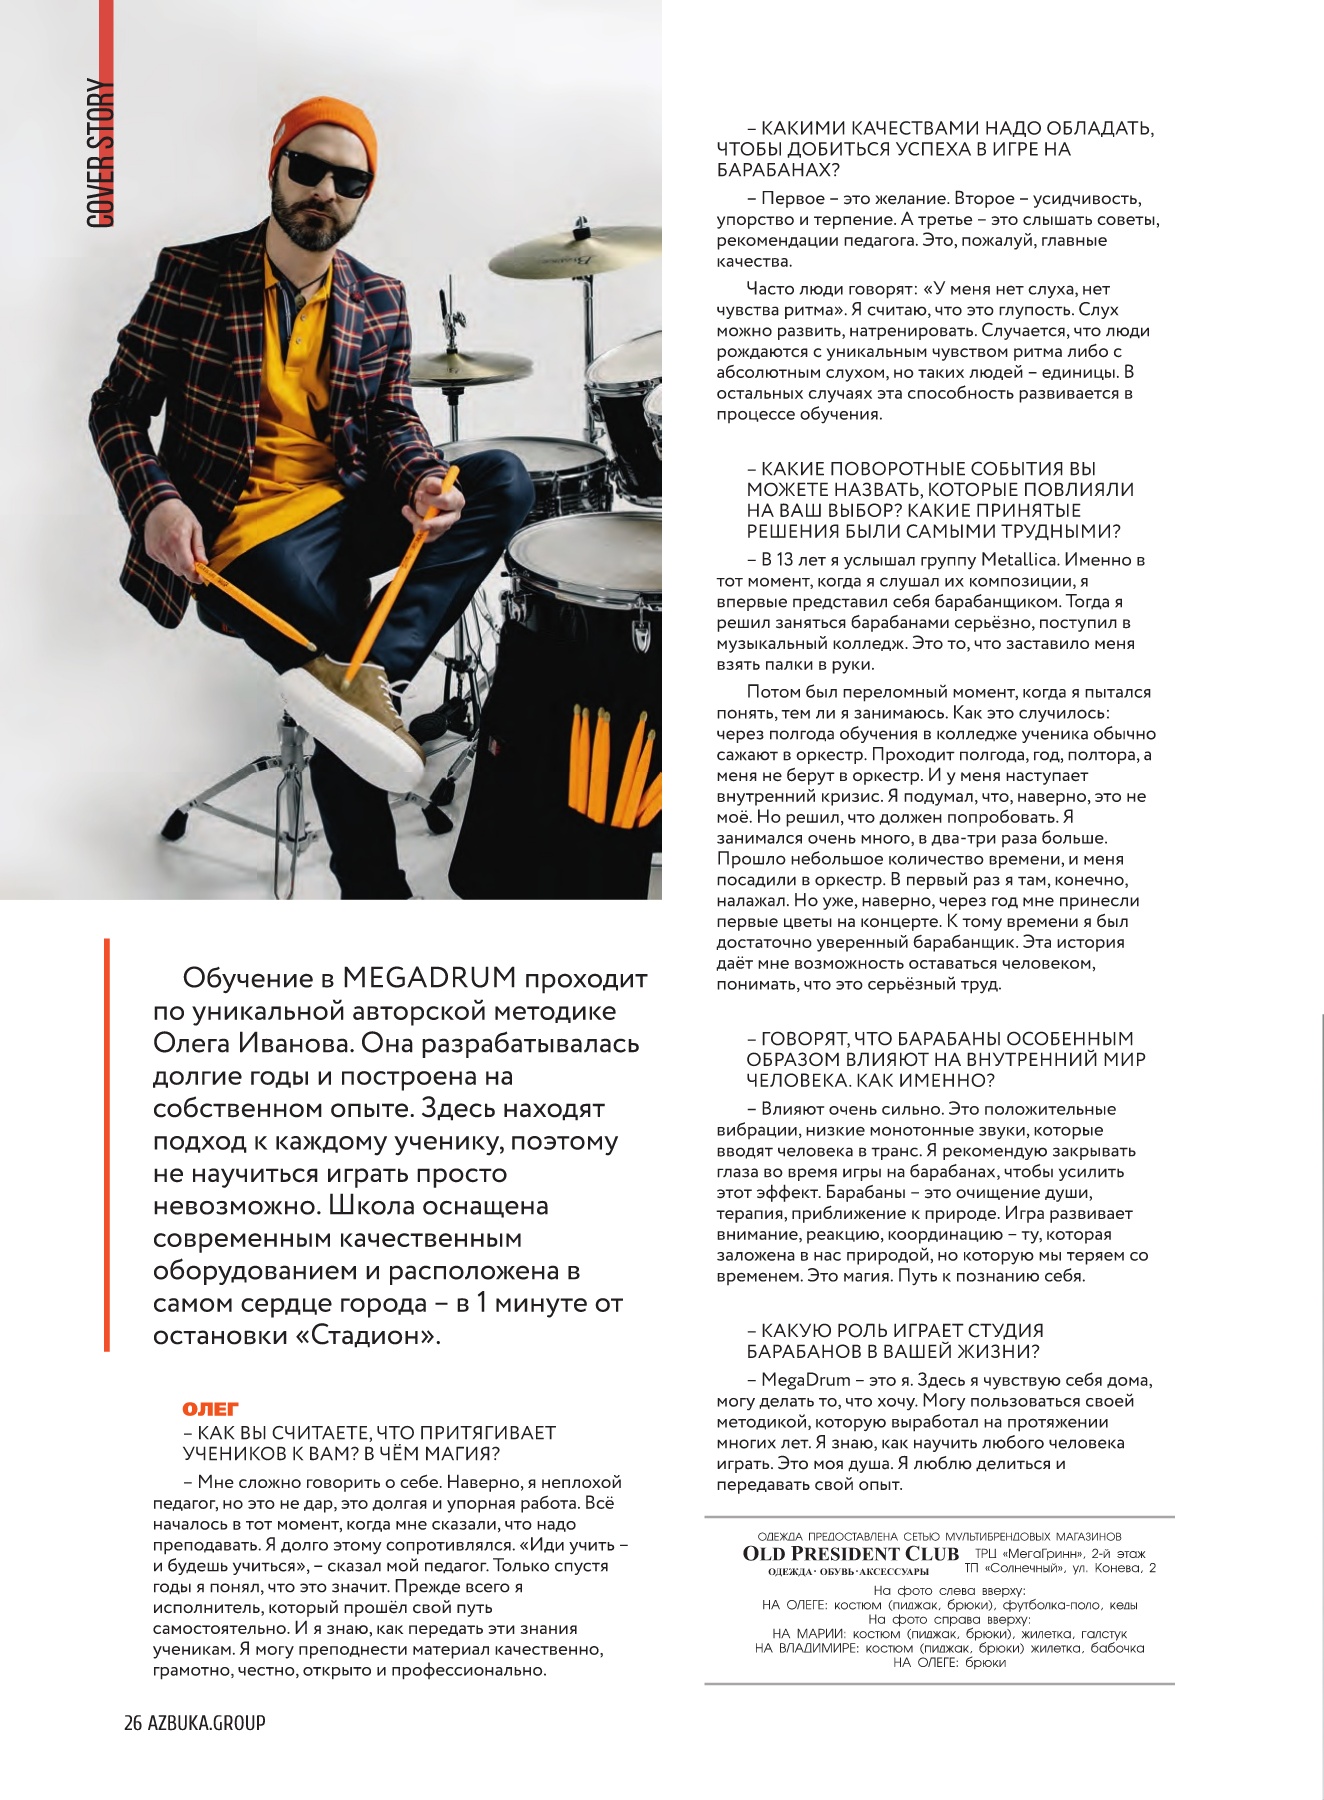 COVER STORY
Обучение в MEGADRUM проходит
по уникальной авторской методике
Олега Иванова. Она разрабатывалась
долгие годы и построена на
собственном опыте. Здесь находят
подход к каждому ученику, поэтому
не научиться играть просто
невозможно. Школа оснащена
современным качественным
оборудованием и расположена в
самом сердце города – в 1 минуте от
остановки «Стадион».
ОЛЕГ
– КАК ВЫ СЧИТАЕТЕ, ЧТО ПРИТЯГИВАЕТ
УЧЕНИКОВ К ВАМ? В ЧЁМ МАГИЯ?
– Мне сложно говорить о себе. Наверно, я неплохой
педагог, но это не дар, это долгая и упорная работа. Всё
началось в тот момент, когда мне сказали, что надо
преподавать. Я долго этому сопротивлялся. «Иди учить –
и будешь учиться», – сказал мой педагог. Только спустя
годы я понял, что это значит. Прежде всего я
исполнитель, который прошёл свой путь
самостоятельно. И я знаю, как передать эти знания
ученикам. Я могу преподнести материал качественно,
грамотно, честно, открыто и профессионально.
– КАКИМИ КАЧЕСТВАМИ НАДО ОБЛАДАТЬ,
ЧТОБЫ ДОБИТЬСЯ УСПЕХА В ИГРЕ НА
БАРАБАНАХ?
– Первое – это желание. Второе – усидчивость,
упорство и терпение. А третье – это слышать советы,
рекомендации педагога. Это, пожалуй, главные
качества.
Часто люди говорят: «У меня нет слуха, нет
чувства ритма». Я считаю, что это глупость. Слух
можно развить, натренировать. Случается, что люди
рождаются с уникальным чувством ритма либо с
абсолютным слухом, но таких людей – единицы. В
остальных случаях эта способность развивается в
процессе обучения.
– КАКИЕ ПОВОРОТНЫЕ СОБЫТИЯ ВЫ
МОЖЕТЕ НАЗВАТЬ, КОТОРЫЕ ПОВЛИЯЛИ
НА ВАШ ВЫБОР? КАКИЕ ПРИНЯТЫЕ
РЕШЕНИЯ БЫЛИ САМЫМИ ТРУДНЫМИ?
– В 13 лет я услышал группу Metallica. Именно в
тот момент, когда я слушал их композиции, я
впервые представил себя барабанщиком. Тогда я
решил заняться барабанами серьёзно, поступил в
музыкальный колледж. Это то, что заставило меня
взять палки в руки.
Потом был переломный момент, когда я пытался
понять, тем ли я занимаюсь. Как это случилось:
через полгода обучения в колледже ученика обычно
сажают в оркестр. Проходит полгода, год, полтора, а
меня не берут в оркестр. И у меня наступает
внутренний кризис. Я подумал, что, наверно, это не
моё. Но решил, что должен попробовать. Я
занимался очень много, в два-три раза больше.
Прошло небольшое количество времени, и меня
посадили в оркестр. В первый раз я там, конечно,
налажал. Но уже, наверно, через год мне принесли
первые цветы на концерте. К тому времени я был
достаточно уверенный барабанщик. Эта история
даёт мне возможность оставаться человеком,
понимать, что это серьёзный труд.
– ГОВОРЯТ, ЧТО БАРАБАНЫ ОСОБЕННЫМ
ОБРАЗОМ ВЛИЯЮТ НА ВНУТРЕННИЙ МИР
ЧЕЛОВЕКА. КАК ИМЕННО?
– Влияют очень сильно. Это положительные
вибрации, низкие монотонные звуки, которые
вводят человека в транс. Я рекомендую закрывать
глаза во время игры на барабанах, чтобы усилить
этот эффект. Барабаны – это очищение души,
терапия, приближение к природе. Игра развивает
внимание, реакцию, координацию – ту, которая
заложена в нас природой, но которую мы теряем со
временем. Это магия. Путь к познанию себя.
– КАКУЮ РОЛЬ ИГРАЕТ СТУДИЯ
БАРАБАНОВ В ВАШЕЙ ЖИЗНИ?
– MegaDrum – это я. Здесь я чувствую себя дома,
могу делать то, что хочу. Могу пользоваться своей
методикой, которую выработал на протяжении
многих лет. Я знаю, как научить любого человека
играть. Это моя душа. Я люблю делиться и
передавать свой опыт.
ОДЕЖДА ПРЕДОСТАВЛЕНА СЕТЬЮ МУЛЬТИБРЕНДОВЫХ МАГАЗИНОВ
OLD PRESIDENT CLUB ТРЦ «МегаГринн», 2-й этаж
ОДЕЖДА · ОБУВЬ · АКСЕССУАРЫ ТП «Солнечный», ул. Конева, 2
На фото слева вверху:
НА ОЛЕГЕ: костюм (пиджак, брюки), футболка-поло, кеды
На фото справа вверху:
НА МАРИИ: костюм (пиджак, брюки), жилетка, галстук
НА ВЛАДИМИРЕ: костюм (пиджак, брюки) жилетка, бабочка
НА ОЛЕГЕ: брюки
26 AZBUKA.GROUP